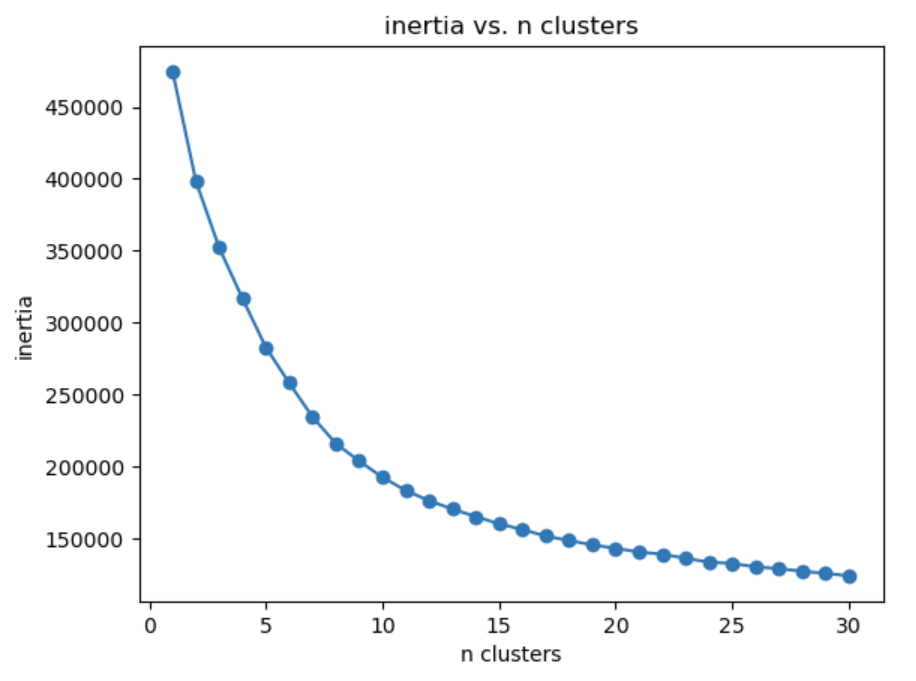 inertia vs. n clusters
450000
400000
350000
300000
250000
200000
150000
inertia
0 5 10 15 20 25 30
n clusters